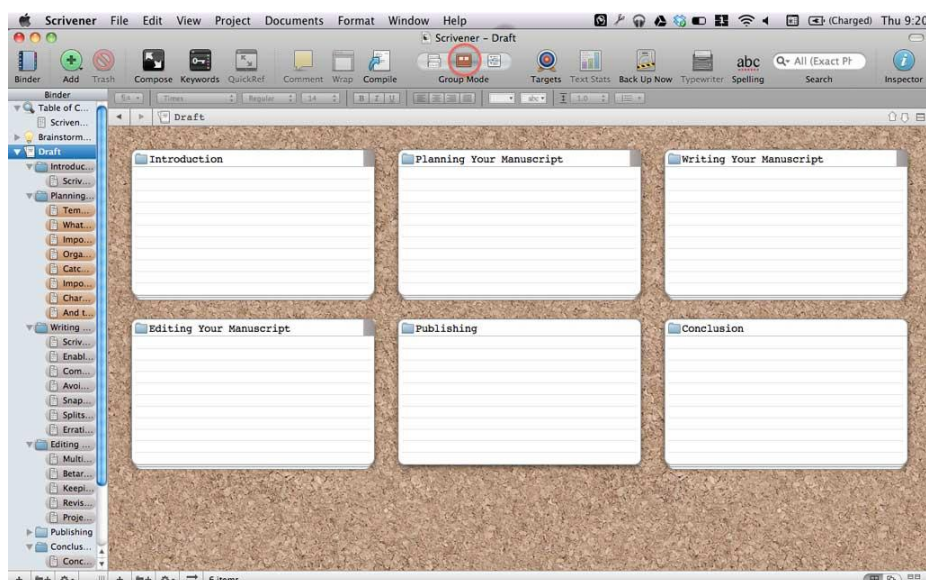 Scrivener File Edit View Project Documents Format Window Help (Charged) Thu 9:20
Scrivener - Draft
Binder Add Trash Compose Keywords QuickRef Comment Wrap Compile Group Mode Targets Text Stats Back Up Now Typewriter abc Spelling Q- All (Exact Ph Search Inspector
Binder
Times Regular 14 B I U abc 1.0
Table of C...
Scriven...
Draft
Brainstorm...
Draft
Introduc...
Scriv...
Planning...
Tem...
What...
Impo...
Orga...
Catc...
Impo...
Char...
And t...
Writing ...
Scriv...
Enabl...
Com...
Avoi...
Snap...
Splits...
Errati...
Editing ...
Multi...
Betar...
Keepi...
Revis...
Proje...
Publishing
Conclus...
Conc...
Introduction
Planning Your Manuscript
Writing Your Manuscript
Editing Your Manuscript
Publishing
Conclusion
6 items